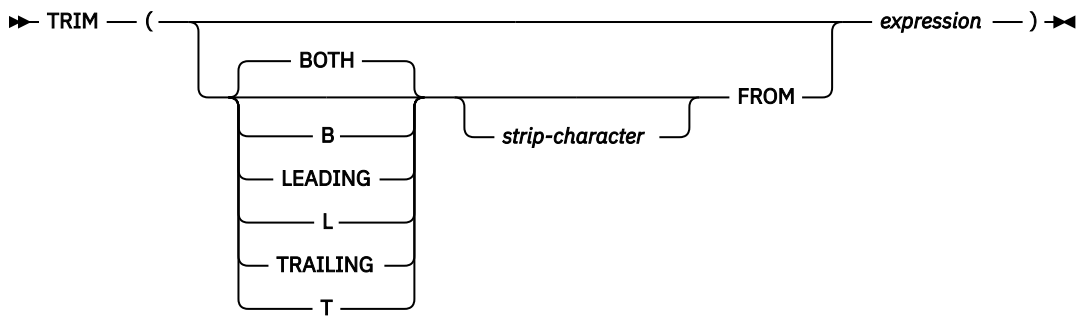 TRIM ( expression )
BOTH
FROM
B strip-character
LEADING
L
TRAILING
T